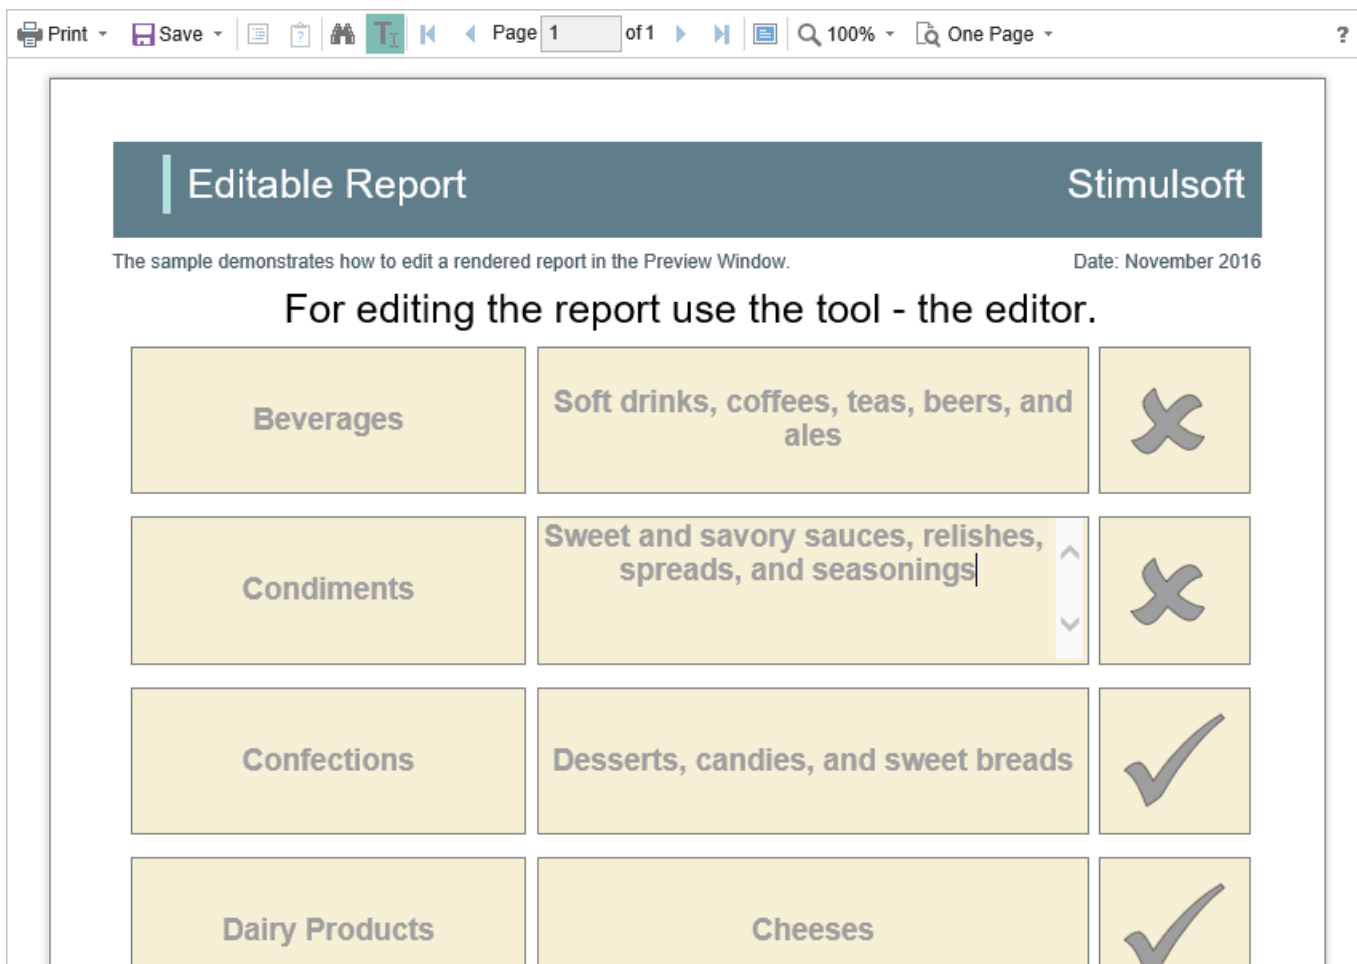 Print Save Page 1 of 1 100% One Page ?
Editable Report Stimulsoft
The sample demonstrates how to edit a rendered report in the Preview Window. Date: November 2016
For editing the report use the tool - the editor.
Beverages
Soft drinks, coffees, teas, beers, and
ales
Condiments
Sweet and savory sauces, relishes,
spreads, and seasonings
Confections
Desserts, candies, and sweet breads
Dairy Products
Cheeses